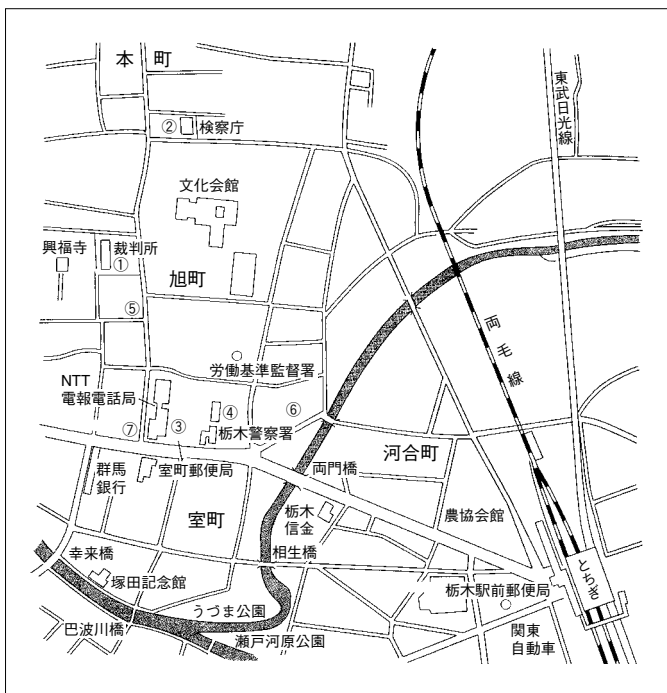 本町
②
検察庁
東武日光線
文化会館
興福寺
裁判所
①
旭町
⑤
両毛線
労働基準監督署
NTT
電報電話局
④
⑥
③
栃木警察署
⑦
河合町
群馬
銀行
室町郵便局
両門橋
室町
栃木
信金
農協会館
幸来橋
相生橋
塚田記念館
とちぎ
うづま公園
栃木駅前郵便局
巴波川橋
瀬戸河原公園
関東
自動車